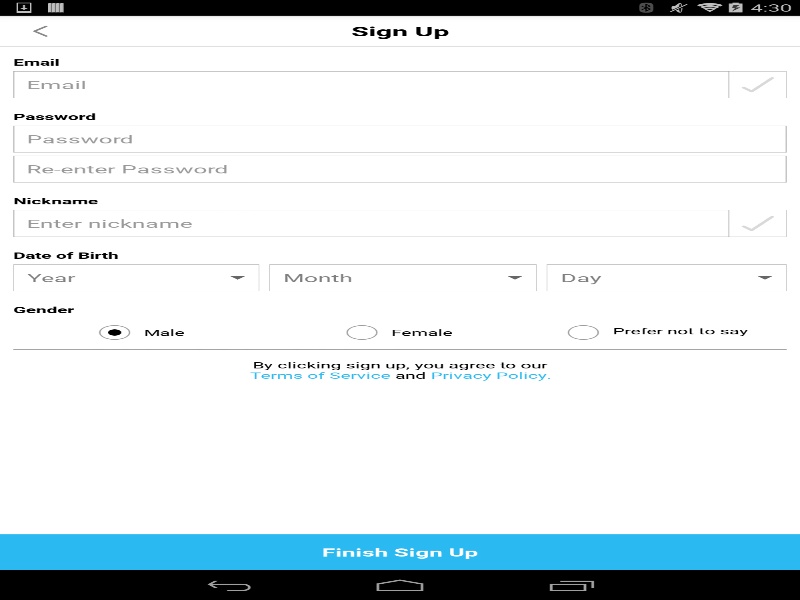 4:30
Sign Up
Email
Email
Password
Password
Re-enter Password
Nickname
Enter nickname
Date of Birth
Year Month Day
Gender
Male Female Prefer not to say
By clicking sign up, you agree to our
Terms of Service and Privacy Policy.
Finish Sign Up